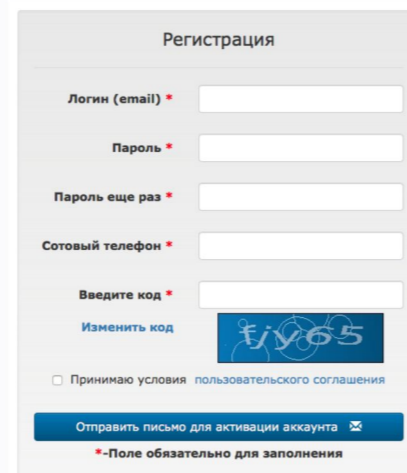 Регистрация
Логин (email) *
Пароль *
Пароль еще раз *
Сотовый телефон *
Введите код *
Изменить код
Принимаю условия пользовательского соглашения
Отправить письмо для активации аккаунта
*-Поле обязательно для заполнения